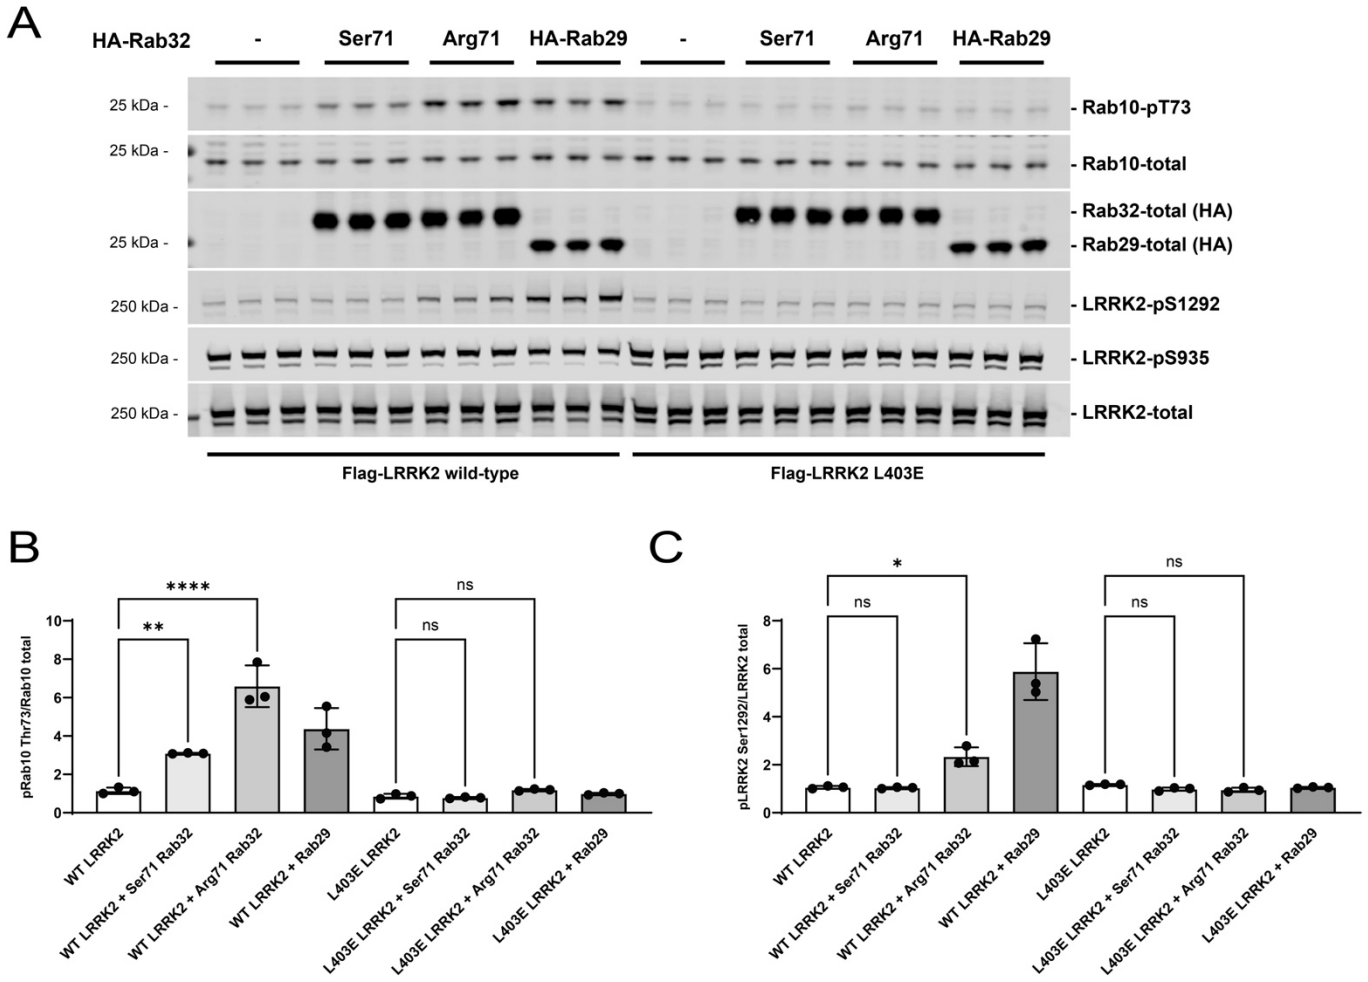 A
HA-Rab32 - Ser71 Arg71 HA-Rab29 - Ser71 Arg71 HA-Rab29
25 kDa - - Rab10-pT73
25 kDa - - Rab10-total
- Rab32-total (HA)
25 kDa - - Rab29-total (HA)
250 kDa - - LRRK2-pS1292
250 kDa - - LRRK2-pS935
250 kDa - - LRRK2-total
Flag-LRRK2 wild-type Flag-LRRK2 L403E
B
pRab10 Thr73/Rab10 total
10
8
6
4
2
0
****
**
ns
ns
WT LRRK2
WT LRRK2 + Ser71 Rab32
WT LRRK2 + Arg71 Rab32
WT LRRK2 + Rab29
L403E LRRK2
L403E LRRK2 + Ser71 Rab32
L403E LRRK2 + Arg71 Rab32
L403E LRRK2 + Rab29
C
pLRRK2 Ser1292/LRRK2 total
8
6
4
2
0
*
ns
ns
ns
WT LRRK2
WT LRRK2 + Ser71 Rab32
WT LRRK2 + Arg71 Rab32
WT LRRK2 + Rab29
L403E LRRK2
L403E LRRK2 + Ser71 Rab32
L403E LRRK2 + Arg71 Rab32
L403E LRRK2 + Rab29